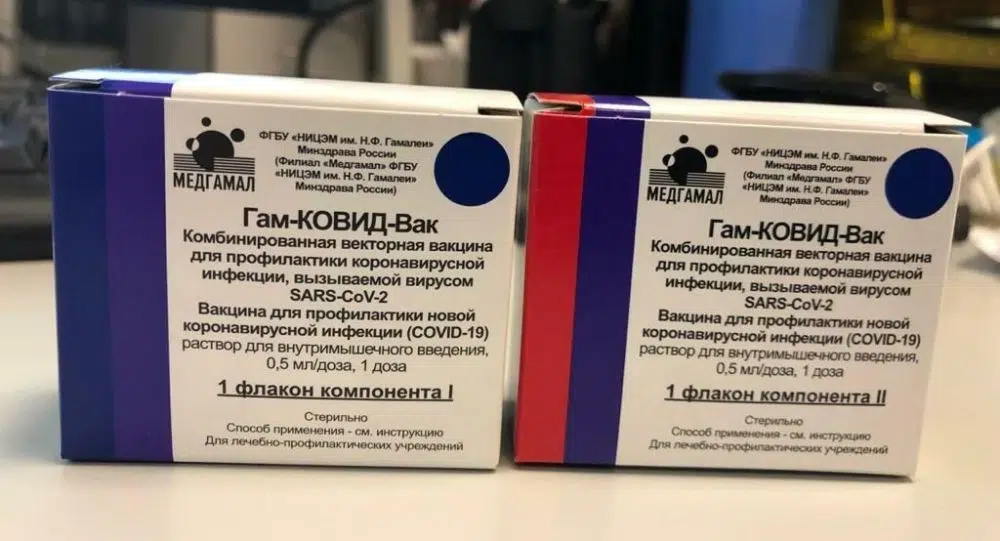 МЕДГАМАЛ
ФГБУ «НИЦЭМ им. Н.Ф. Гамалеи»
Минздрава России
(Филиал «Медгамал» ФГБУ
«НИЦЭМ им. Н.Ф. Гамалеи»
Минздрава России)
Гам-КОВИД-Вак
Комбинированная векторная вакцина
для профилактики коронавирусной
инфекции, вызываемой вирусом
SARS-CoV-2
Вакцина для профилактики новой
коронавирусной инфекции (COVID-19)
раствор для внутримышечного введения,
0,5 мл/доза, 1 доза
1 флакон компонента I
Стерильно
Способ применения - см. инструкцию
Для лечебно-профилактических учреждений
МЕДГАМАЛ
ФГБУ «НИЦЭМ им. Н.Ф. Гамалеи»
Минздрава России
(Филиал «Медгамал» ФГБУ
«НИЦЭМ им. Н.Ф. Гамалеи»
Минздрава России)
Гам-КОВИД-Вак
Комбинированная векторная вакцина
для профилактики коронавирусной
инфекции, вызываемой вирусом
SARS-CoV-2
Вакцина для профилактики новой
коронавирусной инфекции (COVID-19)
раствор для внутримышечного введения,
0,5 мл/доза, 1 доза
1 флакон компонента II
Стерильно
Способ применения - см. инструкцию
Для лечебно-профилактических учреждений